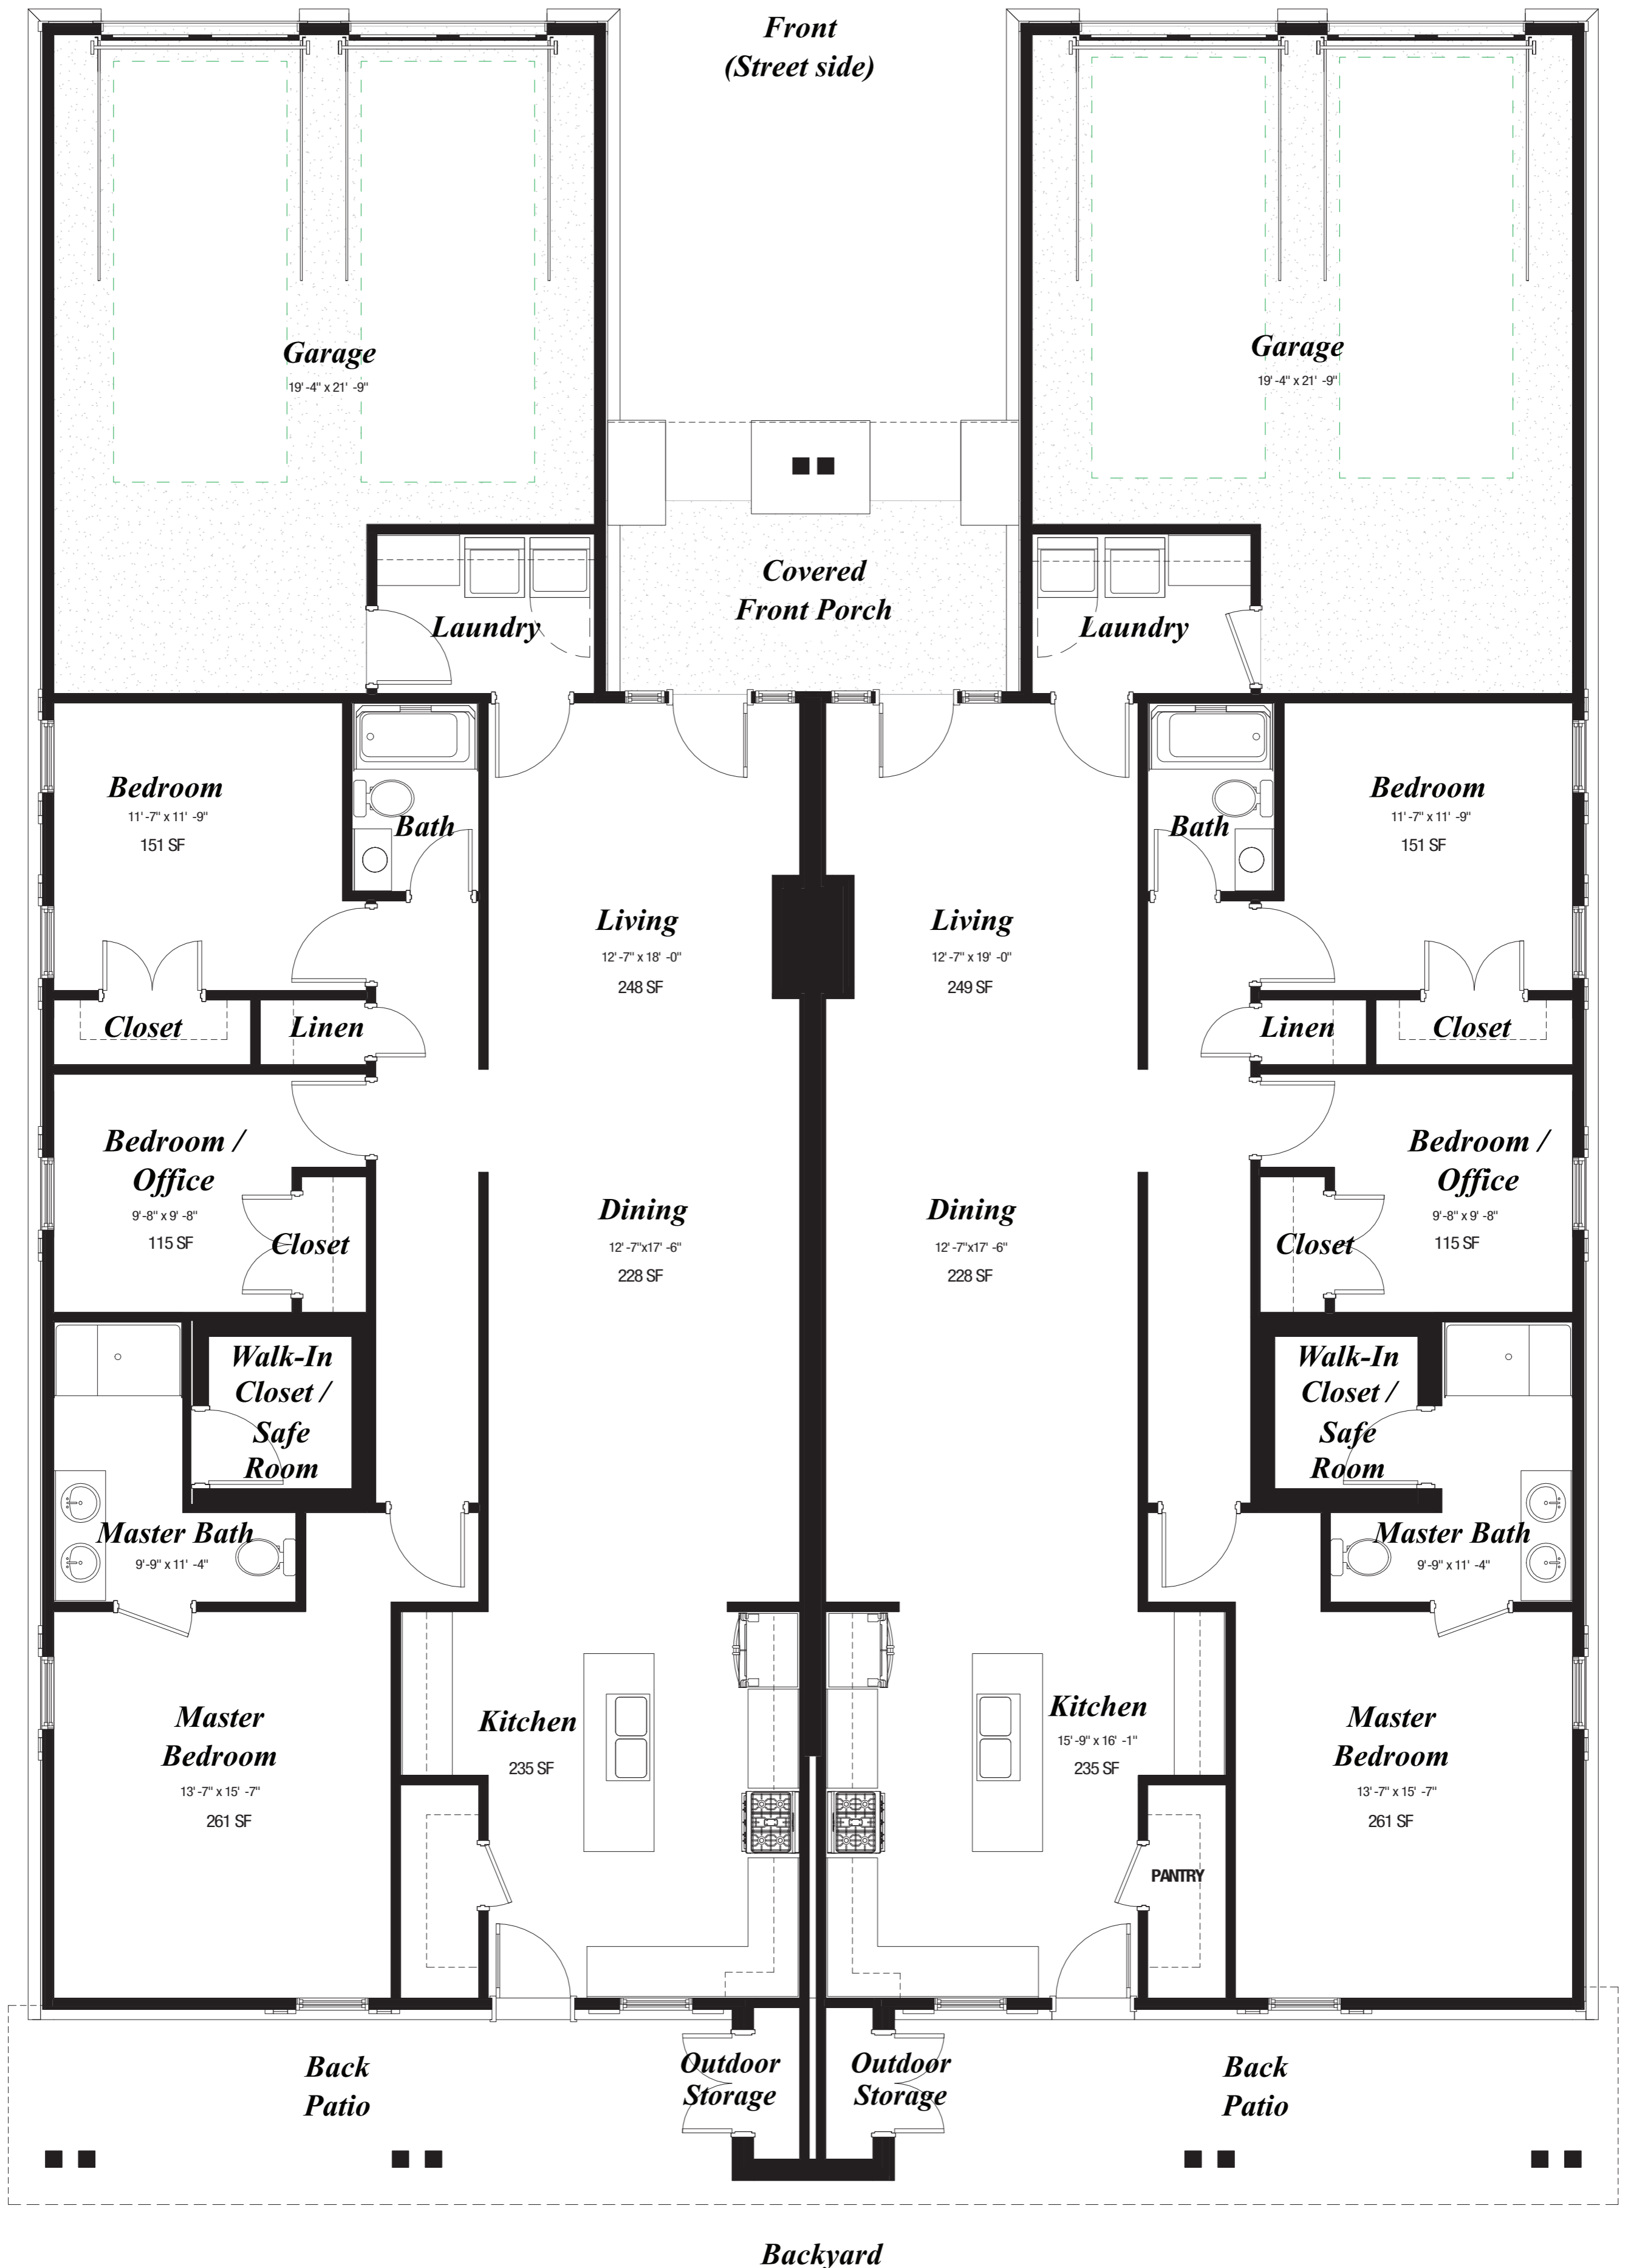 Front
(Street side)
Garage
19'-4" x 21' -9"
Garage
19'-4" x 21' -9"
Covered
Front Porch
Laundry
Laundry
Bedroom
11'-7" x 11' -9"
151 SF
Bath
Bath
Bedroom
11'-7" x 11' -9"
151 SF
Living
12'-7" x 18' -0"
248 SF
Living
12'-7" x 19' -0"
249 SF
Closet
Linen
Linen
Closet
Bedroom /
Office
9'-8" x 9' -8"
115 SF
Closet
Dining
12' -7"x17' -6"
228 SF
Dining
12' -7"x17' -6"
228 SF
Closet
Bedroom /
Office
9'-8" x 9' -8"
115 SF
Walk-In
Closet /
Safe
Room
Walk-In
Closet /
Safe
Room
Master Bath
9'-9" x 11' -4"
Master Bath
9'-9" x 11' -4"
Master
Bedroom
13'-7" x 15' -7"
261 SF
Kitchen
235 SF
Kitchen
15' -9" x 16' -1"
235 SF
Master
Bedroom
13'-7" x 15' -7"
261 SF
PANTRY
Back
Patio
Outdoor
Storage
Outdoor
Storage
Back
Patio
Backyard